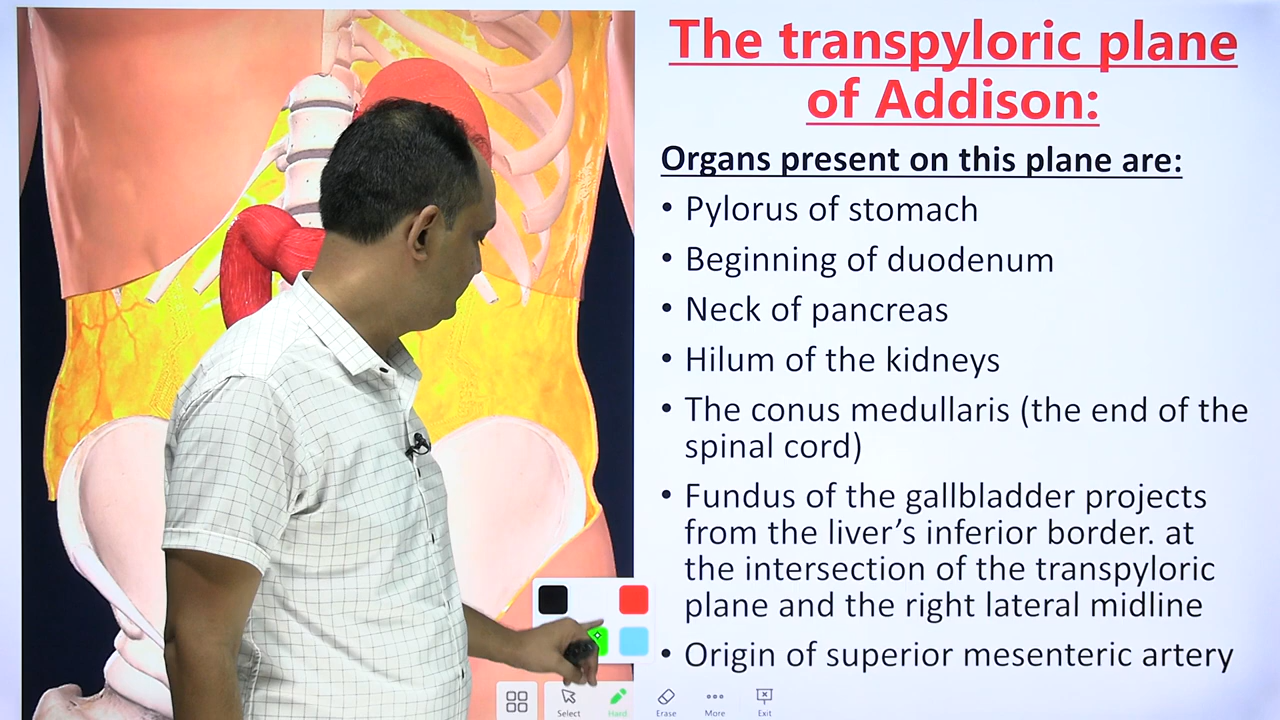 The transpyloric plane
of Addison:
Organs present on this plane are:
• Pylorus of stomach
• Beginning of duodenum
• Neck of pancreas
• Hilum of the kidneys
• The conus medullaris (the end of the
spinal cord)
• Fundus of the gallbladder projects
from the liver’s inferior border. at
the intersection of the transpyloric
plane and the right lateral midline
• Origin of superior mesenteric artery
Select
Hard
Erase
More
Exit